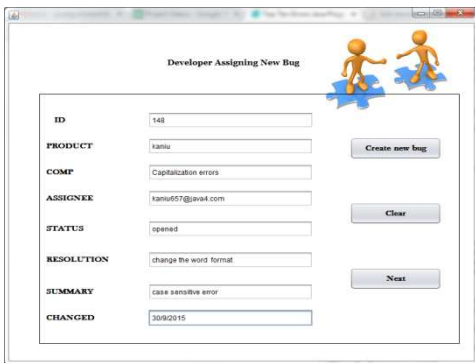 Developer Assigning New Bug
ID 148
PRODUCT kaniu
Create new bug
COMP Capitalization errors
ASSIGNEE kaniu657@java4.com
Clear
STATUS opened
RESOLUTION change the word format
Next
SUMMARY case sensitive error
CHANGED 30/9/2015